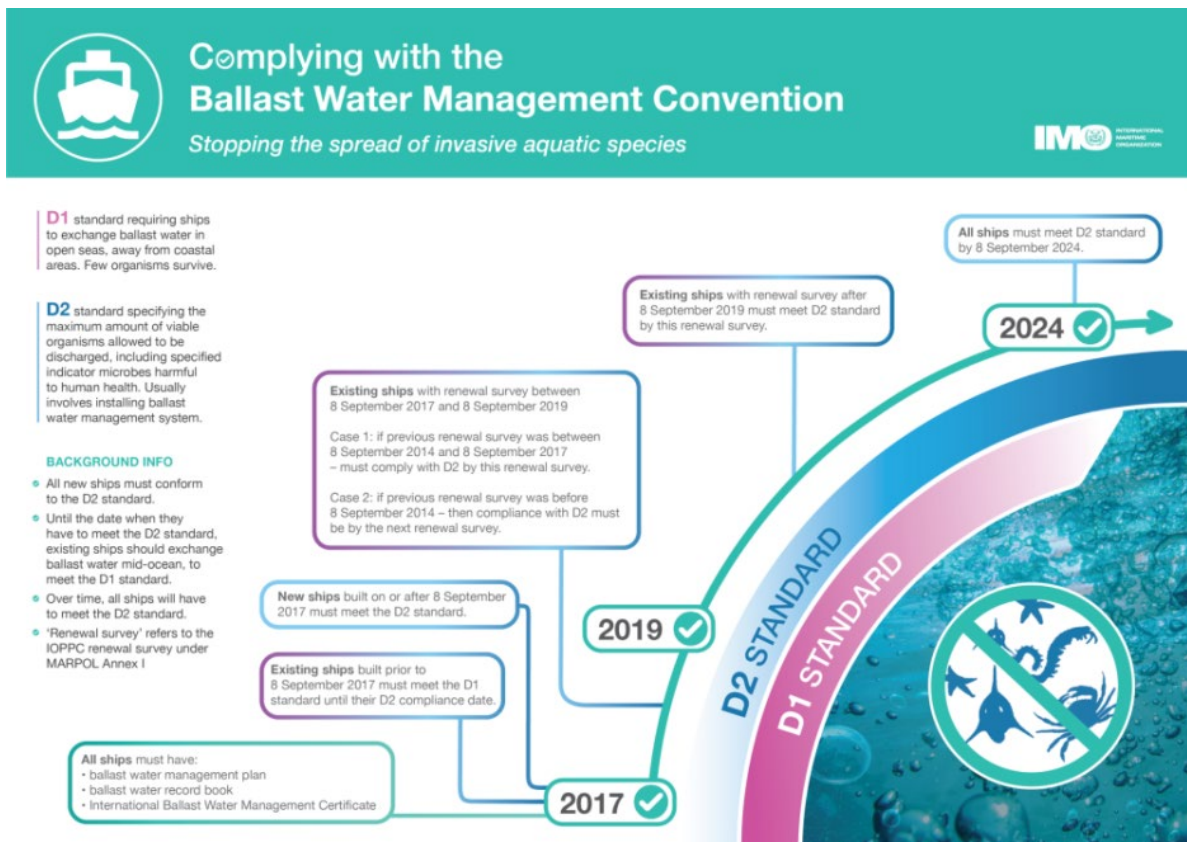 Complying with the
Ballast Water Management Convention
Stopping the spread of invasive aquatic species
IMO
INTERNATIONAL
MARITIME
ORGANIZATION
D1 standard requiring ships
to exchange ballast water in
open seas, away from coastal
areas. Few organisms survive.
D2 standard specifying the
maximum amount of viable
organisms allowed to be
discharged, including specified
indicator microbes harmful
to human health. Usually
involves installing ballast
water management system.
BACKGROUND INFO
All new ships must conform
to the D2 standard.
Until the date when they
have to meet the D2 standard,
existing ships should exchange
ballast water mid-ocean, to
meet the D1 standard.
Over time, all ships will have
to meet the D2 standard.
'Renewal survey' refers to the
IOPPC renewal survey under
MARPOL Annex I
All ships must meet D2 standard
by 8 September 2024.
2024
Existing ships with renewal survey after
8 September 2019 must meet D2 standard
by this renewal survey.
Existing ships with renewal survey between
8 September 2017 and 8 September 2019
Case 1: if previous renewal survey was between
8 September 2014 and 8 September 2017
– must comply with D2 by this renewal survey.
Case 2: if previous renewal survey was before
8 September 2014 – then compliance with D2 must
be by the next renewal survey.
2019
New ships built on or after 8 September
2017 must meet the D2 standard.
Existing ships built prior to
8 September 2017 must meet the D1
standard until their D2 compliance date.
All ships must have:
• ballast water management plan
• ballast water record book
• International Ballast Water Management Certificate
2017
D2 STANDARD
D1 STANDARD